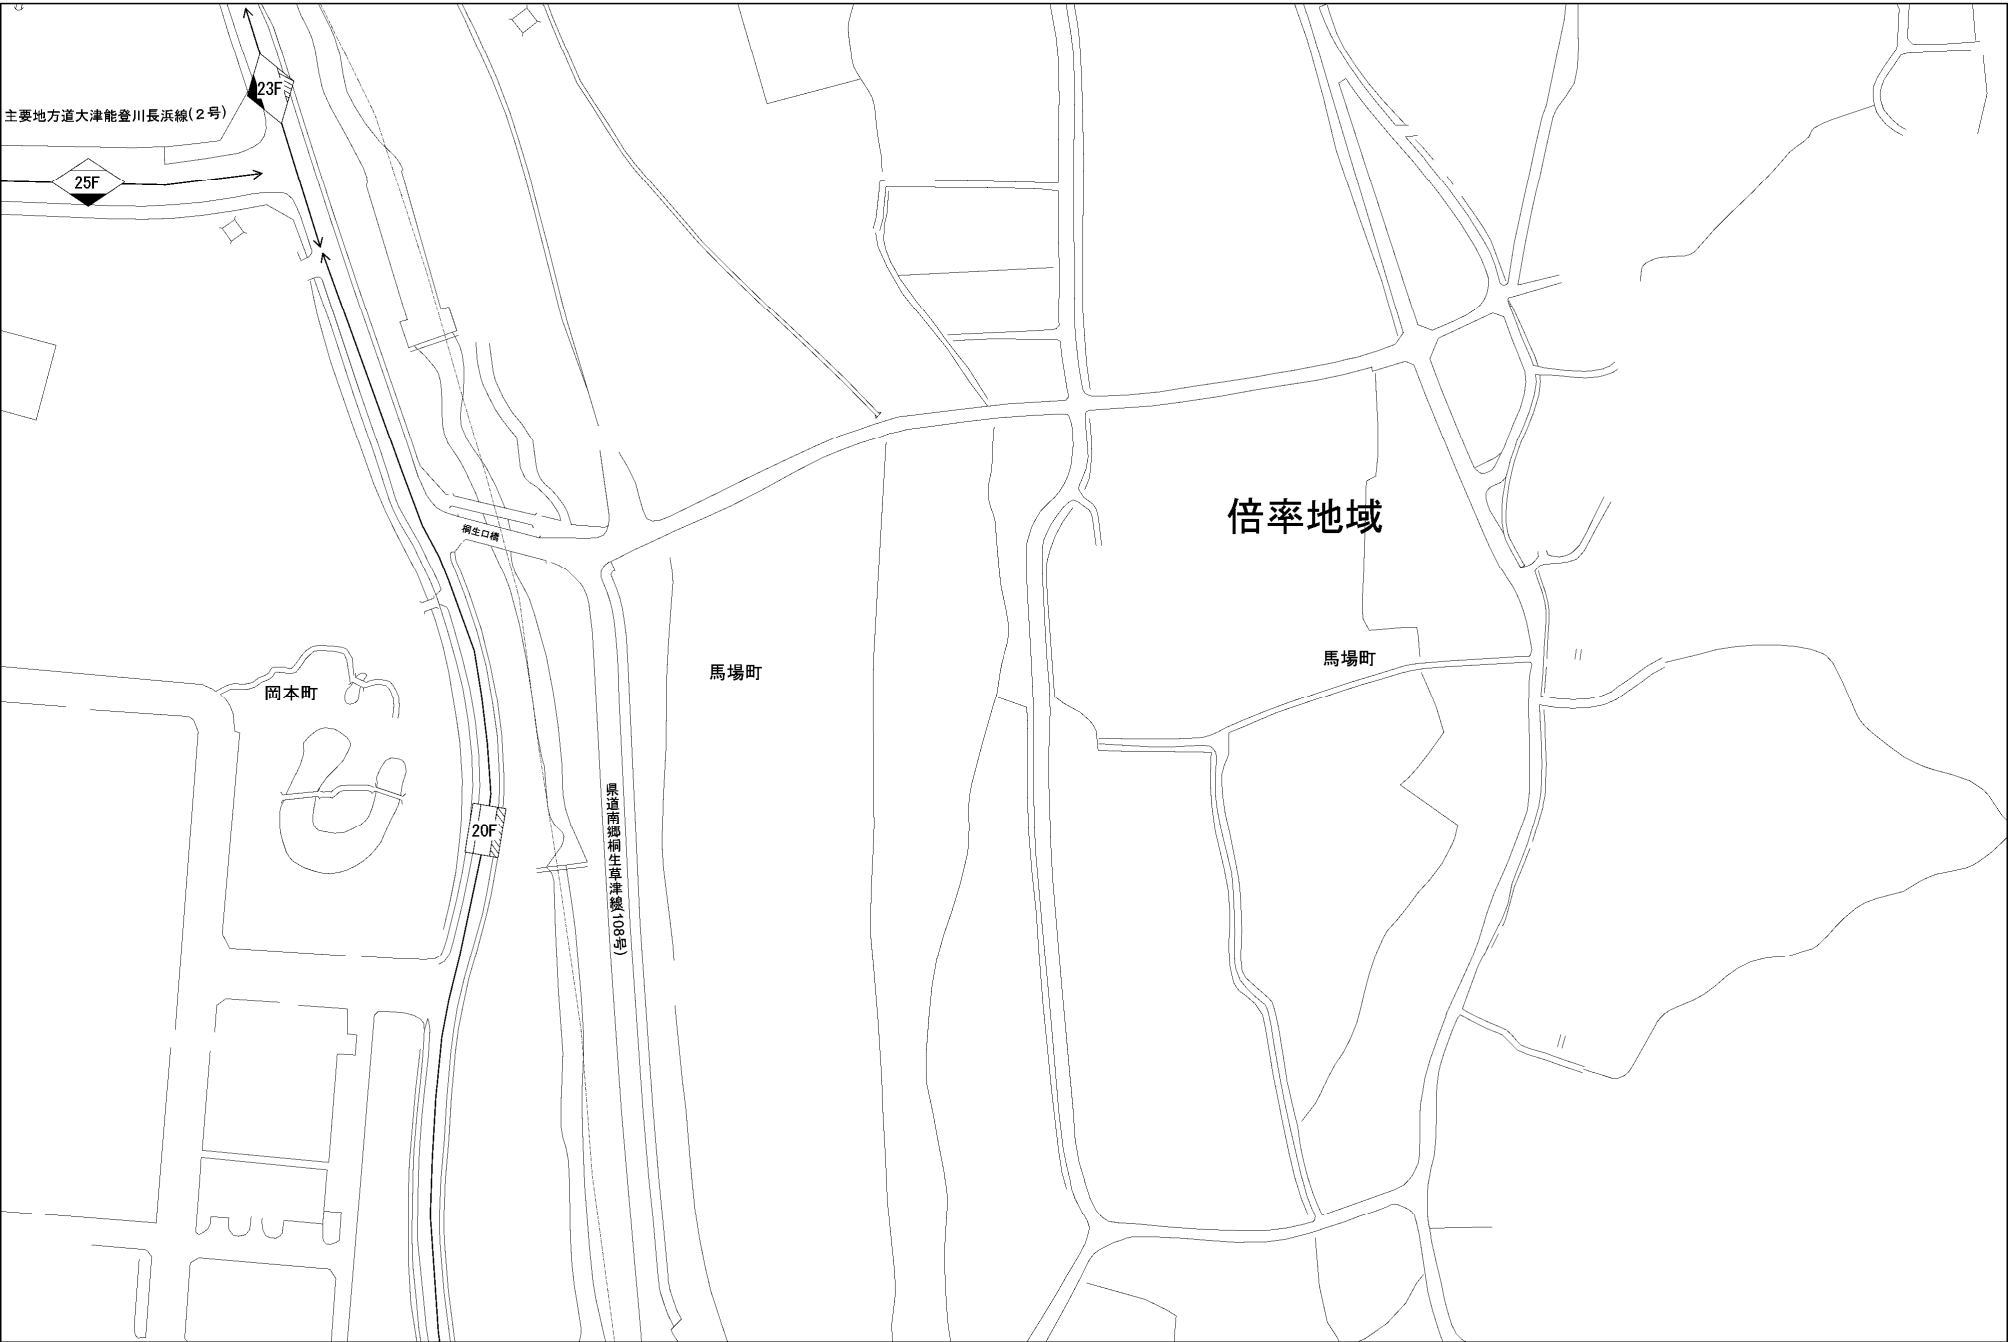 23F
主要地方道大津能登川長浜線(2号)
25F
倍率地域
桐生口橋
馬場町
馬場町
岡本町
県道南郷桐生草津線(108号)
20F